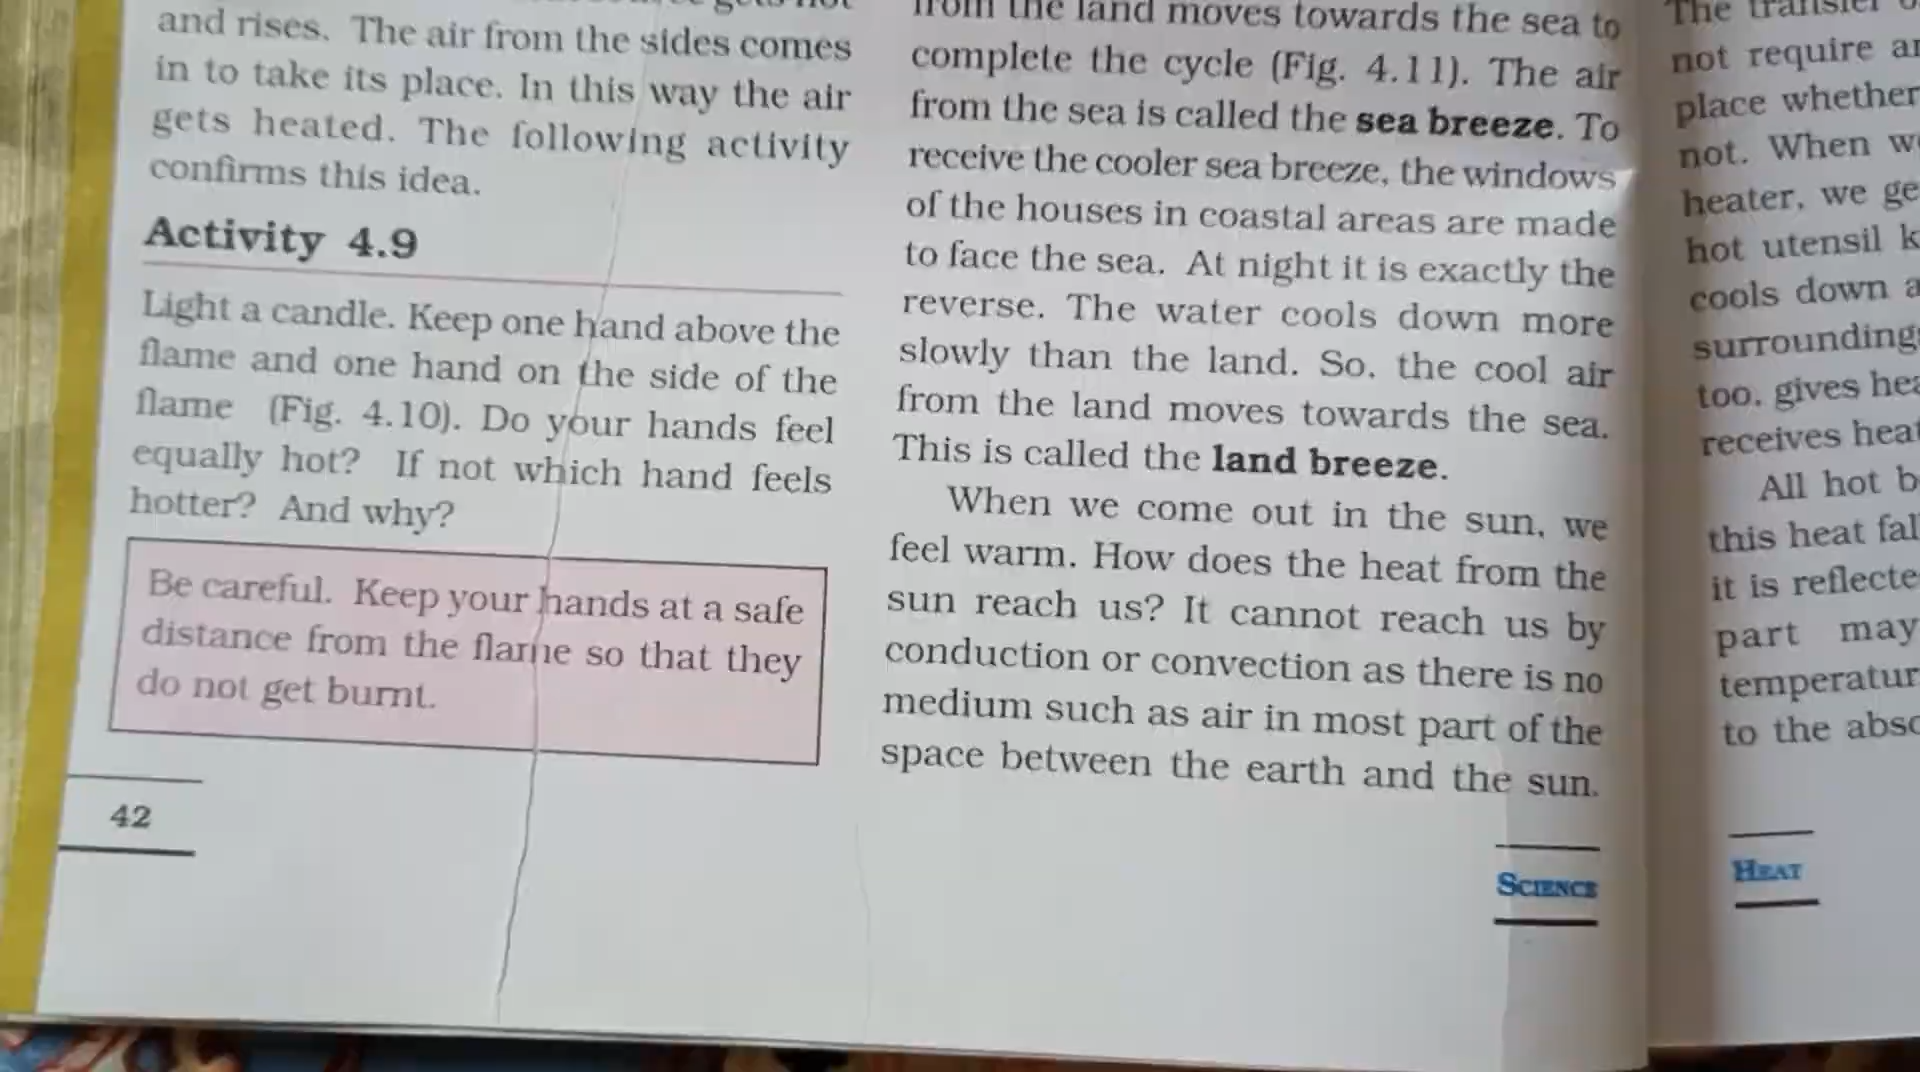 and rises. The air from the sides comes
in to take its place. In this way the air
gets heated. The following activity
confirms this idea.
Activity 4.9
Light a candle. Keep one hand above the
flame and one hand on the side of the
flame (Fig. 4.10). Do your hands feel
equally hot? If not which hand feels
hotter? And why?
Be careful. Keep your hands at a safe
distance from the flame so that they
do not get burnt.
42
from the land moves towards the sea to
complete the cycle (Fig. 4.11). The air
from the sea is called the sea breeze. To
receive the cooler sea breeze, the windows
of the houses in coastal areas are made
to face the sea. At night it is exactly the
reverse. The water cools down more
slowly than the land. So, the cool air
from the land moves towards the sea.
This is called the land breeze.
When we come out in the sun, we
feel warm. How does the heat from the
sun reach us? It cannot reach us by
conduction or convection as there is no
medium such as air in most part of the
space between the earth and the sun.
SCIENCE
The
not require
place whether
not. When
heater, we
hot utensil
cools down
surrounding
too, gives
receives
All hot
this heat
it is
part may
to the
HEAT